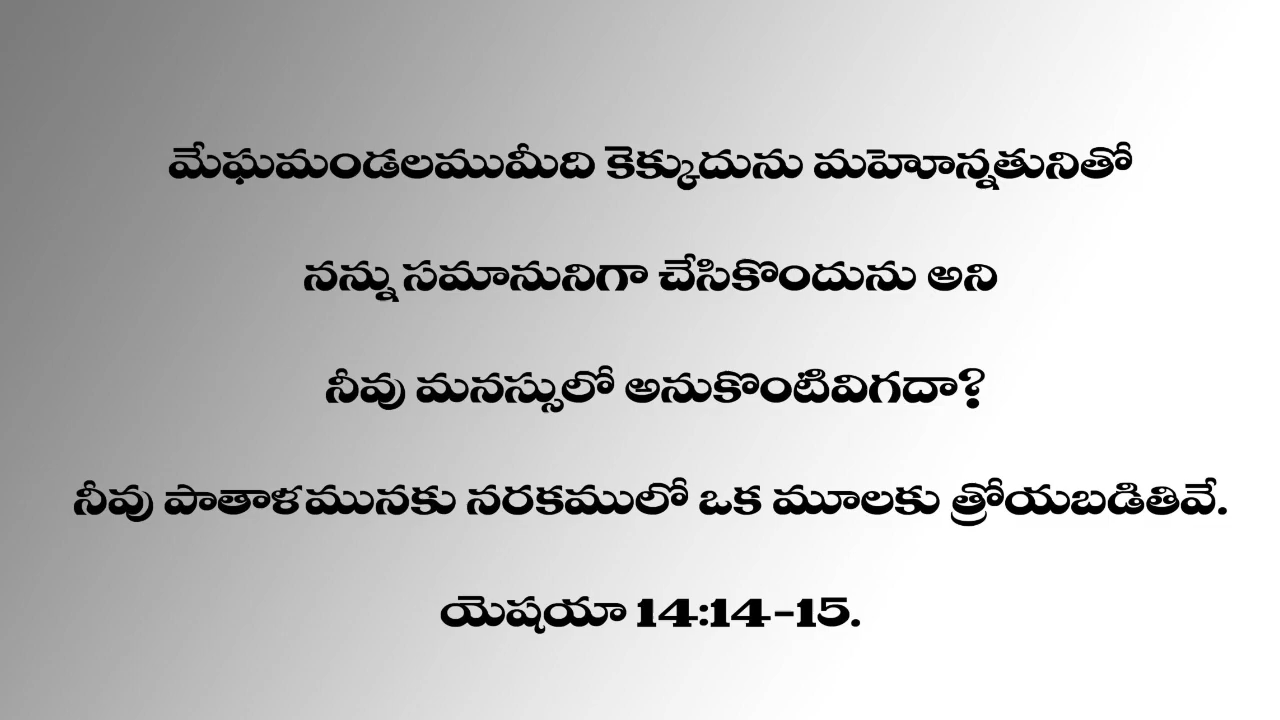 మేఘమండలముమీది కెక్కుదును మహోన్నతునితో
నన్ను సమానునిగా చేసికొందును అని
నీవు మనస్సులో అనుకొంటివిగదా?
నీవు పాతాళమునకు నరకములో ఒక మూలకు త్రోయబడితివే.
యెషయా 14:14-15.